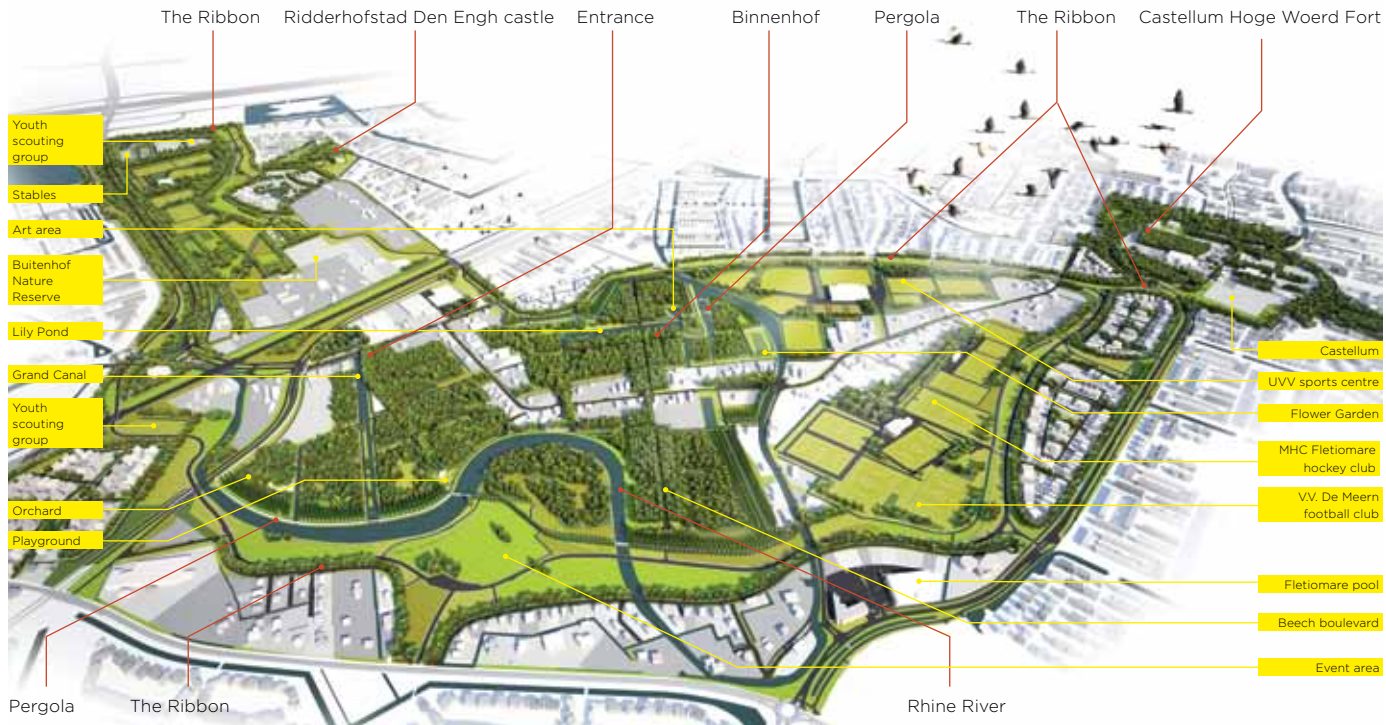 The Ribbon
Ridderhofstad Den Engh castle
Entrance
Binnenhof
Pergola
The Ribbon
Castellum Hoge Woerd Fort
Youth
scouting
group
Stables
Art area
Buitenhof
Nature
Reserve
Lily Pond
Grand Canal
Youth
scouting
group
Orchard
Playground
Castellum
UVV sports centre
Flower Garden
MHC Fletiomare
hockey club
V.V. De Meern
football club
Fletiomare pool
Beech boulevard
Event area
Pergola
The Ribbon
Rhine River